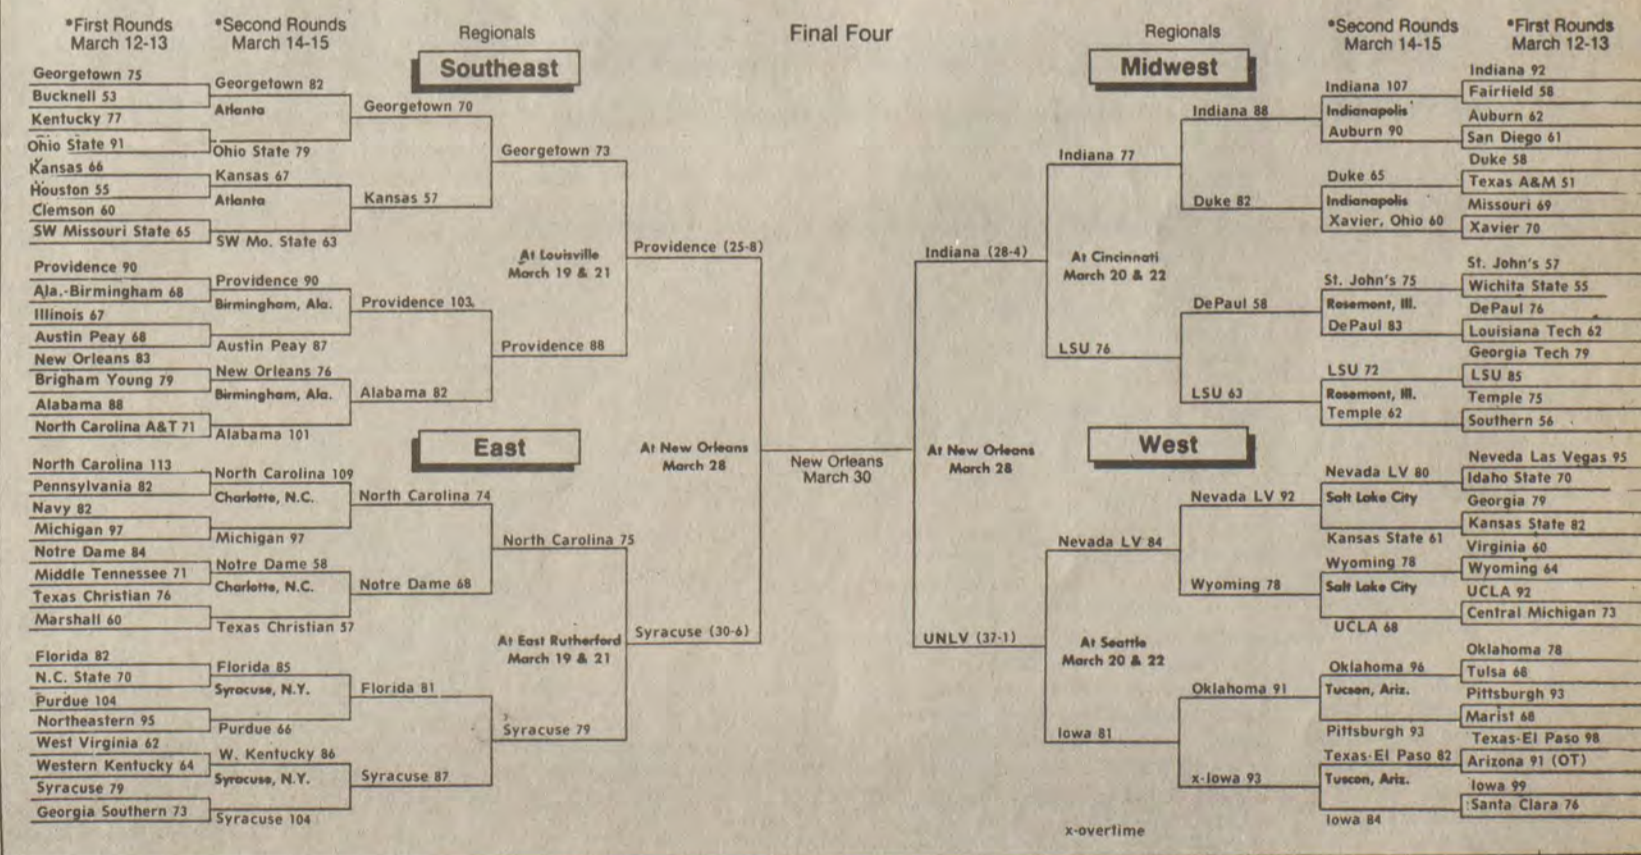 *First Rounds
March 12-13
*Second Rounds
March 14-15
Regionals
Final Four
Regionals
*Second Rounds
March 14-15
*First Rounds
March 12-13
Southeast
Georgetown 75
Bucknell 53
Kentucky 77
Ohio State 91
Kansas 66
Houston 55
Clemson 60
SW Missouri State 65
Providence 90
Ala.-Birmingham 68
Illinois 67
Austin Peay 68
New Orleans 83
Brigham Young 79
Alabama 88
North Carolina A&T 71
Georgetown 82
Atlanta
Ohio State 79
Kansas 67
Atlanta
SW Mo. State 63
Providence 90
Birmingham, Ala.
Austin Peay 87
New Orleans 76
Birmingham, Ala.
Alabama 101
Georgetown 70
Kansas 57
Providence 103
Alabama 82
Georgetown 73
At Louisville
March 19 & 21
Providence 88
Providence (25-8)
East
North Carolina 113
Pennsylvania 82
Navy 82
Michigan 97
Notre Dame 84
Middle Tennessee 71
Texas Christian 76
Marshall 60
Florida 82
N.C. State 70
Purdue 104
Northeastern 95
West Virginia 62
Western Kentucky 64
Syracuse 79
Georgia Southern 73
North Carolina 109
Charlotte, N.C.
Michigan 97
Notre Dame 58
Charlotte, N.C.
Texas Christian 57
Florida 85
Syracuse, N.Y.
Purdue 66
W. Kentucky 86
Syracuse, N.Y.
Syracuse 104
North Carolina 74
Notre Dame 68
Florida 81
Syracuse 87
North Carolina 75
At East Rutherford
March 19 & 21
Syracuse 79
Syracuse (30-6)
At New Orleans
March 28
New Orleans
March 30
At New Orleans
March 28
Midwest
Indiana (28-4)
Indiana 77
At Cincinnati
March 20 & 22
LSU 76
Indiana 88
Duke 82
DePaul 58
LSU 63
Indiana 107
Indianapolis
Auburn 90
Duke 65
Indianapolis
Xavier, Ohio 60
St. John's 75
Rosemont, Ill.
DePaul 83
LSU 72
Rosemont, Ill.
Temple 62
Indiana 92
Fairfield 58
Auburn 62
San Diego 61
Duke 58
Texas A&M 51
Missouri 69
Xavier 70
St. John's 57
Wichita State 55
DePaul 76
Louisiana Tech 62
Georgia Tech 79
LSU 85
Temple 75
Southern 56
West
UNLV (37-1)
Nevada LV 84
At Seattle
March 20 & 22
Iowa 81
Nevada LV 92
Wyoming 78
Oklahoma 91
x-Iowa 93
Nevada LV 80
Salt Lake City
Kansas State 61
Wyoming 78
Salt Lake City
UCLA 68
Oklahoma 96
Tucson, Ariz.
Pittsburgh 93
Texas-El Paso 82
Tuscon, Ariz.
Iowa 84
Neveda Las Vegas 95
Idaho State 70
Georgia 79
Kansas State 82
Virginia 60
Wyoming 64
UCLA 92
Central Michigan 73
Oklahoma 78
Tulsa 68
Pittsburgh 93
Marist 68
Texas-El Paso 98
Arizona 91 (OT)
Iowa 99
Santa Clara 76
x-overtime